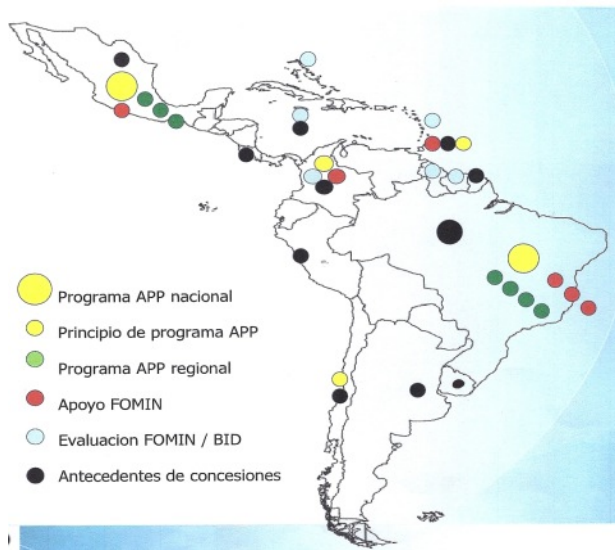 Programa APP nacional
Principio de programa APP
Programa APP regional
Apoyo FOMIN
Evaluacion FOMIN / BID
Antecedentes de concesiones